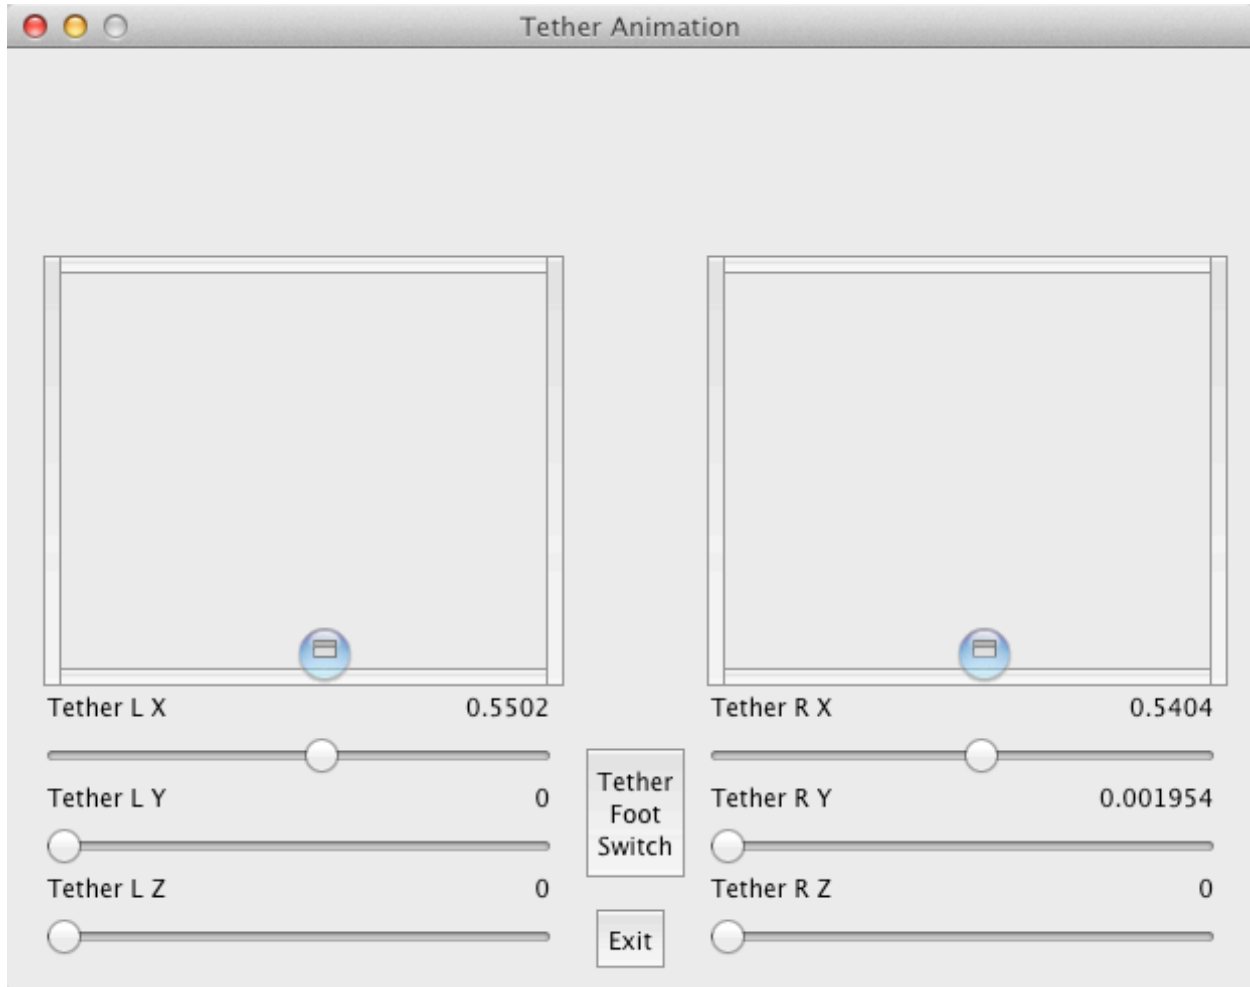 Tether Animation
Tether L X 0.5502
Tether L Y 0
Tether L Z 0
Tether
Foot
Switch
Exit
Tether R X 0.5404
Tether R Y 0.001954
Tether R Z 0